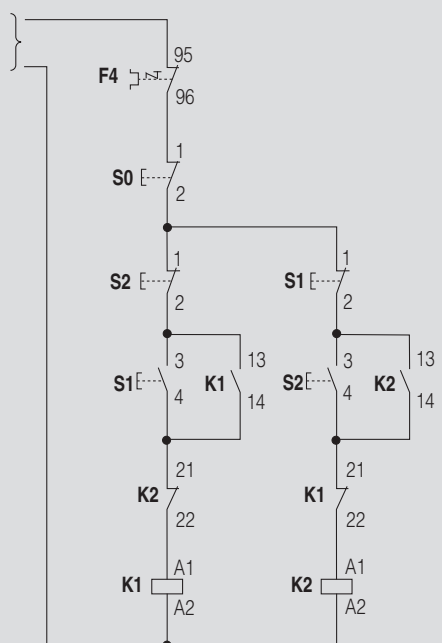 95
F4
96
1
S0
2
1 1
S2 S1
2 2
3 13 3 13
S1 K1 S2 K2
4 14 4 14
21 21
K2 K1
22 22
A1 A1
K1 K2
A2 A2